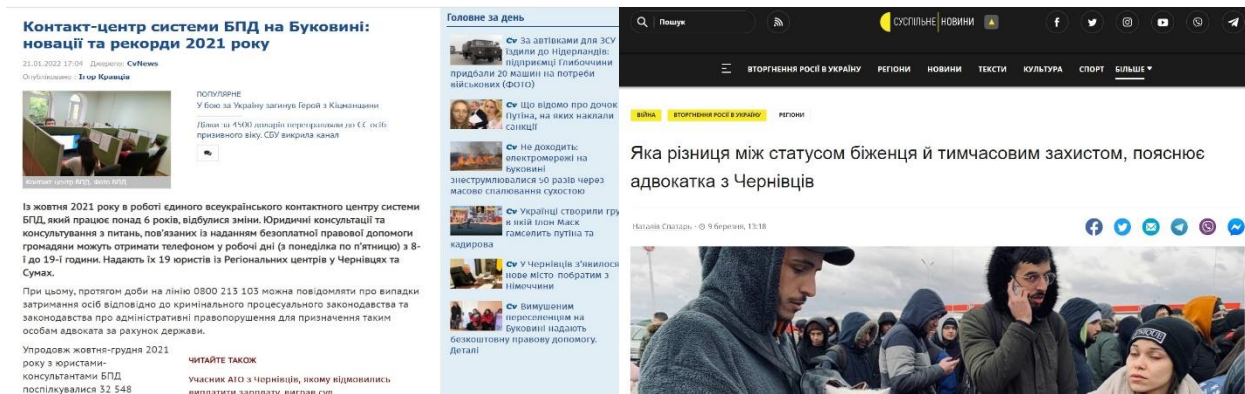 Контакт-центр системи БПД на Буковині:
новації та рекорди 2021 року
21.01.2022 17:04 Джерело: CvNews
Опубліковано : Ігор Кравців
Контакт центр БПД. Фото БПД
ПОПУЛЯРНЕ
У бою за Україну загинув Герой з Кіцманщини
Ділки за 4500 доларів переправляли до ЄС осіб
призивного віку. СБУ викрила канал
Із жовтня 2021 року в роботі єдиного всеукраїнського контактного центру системи
БПД, який працює понад 6 років, відбулися зміни. Юридичні консультації та
консультування з питань, пов'язаних із наданням безоплатної правової допомоги
громадяни можуть отримати телефоном у робочі дні (з понеділка по п'ятницю) з 8-
ї до 19-ї години. Надають їх 19 юристів із Регіональних центрів у Чернівцях та
Сумах.
При цьому, протягом доби на лінію 0800 213 103 можна повідомляти про випадки
затримання осіб відповідно до кримінального процесуального законодавства та
законодавства про адміністративні правопорушення для призначення таким
особам адвоката за рахунок держави.
Упродовж жовтня-грудня 2021
року з юристами-
консультантами БПД
поспілкувалися 32 548
ЧИТАЙТЕ ТАКОЖ
Учасник АТО з Чернівців, якому відмовились
виплатити зарплату, виграв суд
Головне за день
Cv За автівками для ЗСУ
їздили до Нідерландів:
підприємці Глибоччини
придбали 20 машин на потреби
військових (ФОТО)
Cv Що відомо про дочок
Путіна, на яких наклали
санкції
Cv Не доходить:
електромережі на
Буковині
знеструмлювалися 50 разів через
масове спалювання сухостою
Cv Українці створили гру
в якій Ілон Маск
гамселить путіна та
кадирова
Cv У Чернівців з'явилося
нове місто побратим з
Німеччини
Cv Вимушеним
переселенцям на
Буковині надають
безкоштовну правову допомогу.
Деталі
Пошук
СУСПІЛЬНЕ НОВИНИ
ВТОРГНЕННЯ РОСІЇ В УКРАЇНУ РЕГІОНИ НОВИНИ ТЕКСТИ КУЛЬТУРА СПОРТ БІЛЬШЕ
ВІЙНА ВТОРГНЕННЯ РОСІЇ В УКРАЇНУ РЕГІОНИ
Яка різниця між статусом біженця й тимчасовим захистом, пояснює
адвокатка з Чернівців
Наталія Спатарь - 9 березня, 13:18
UNIQUE